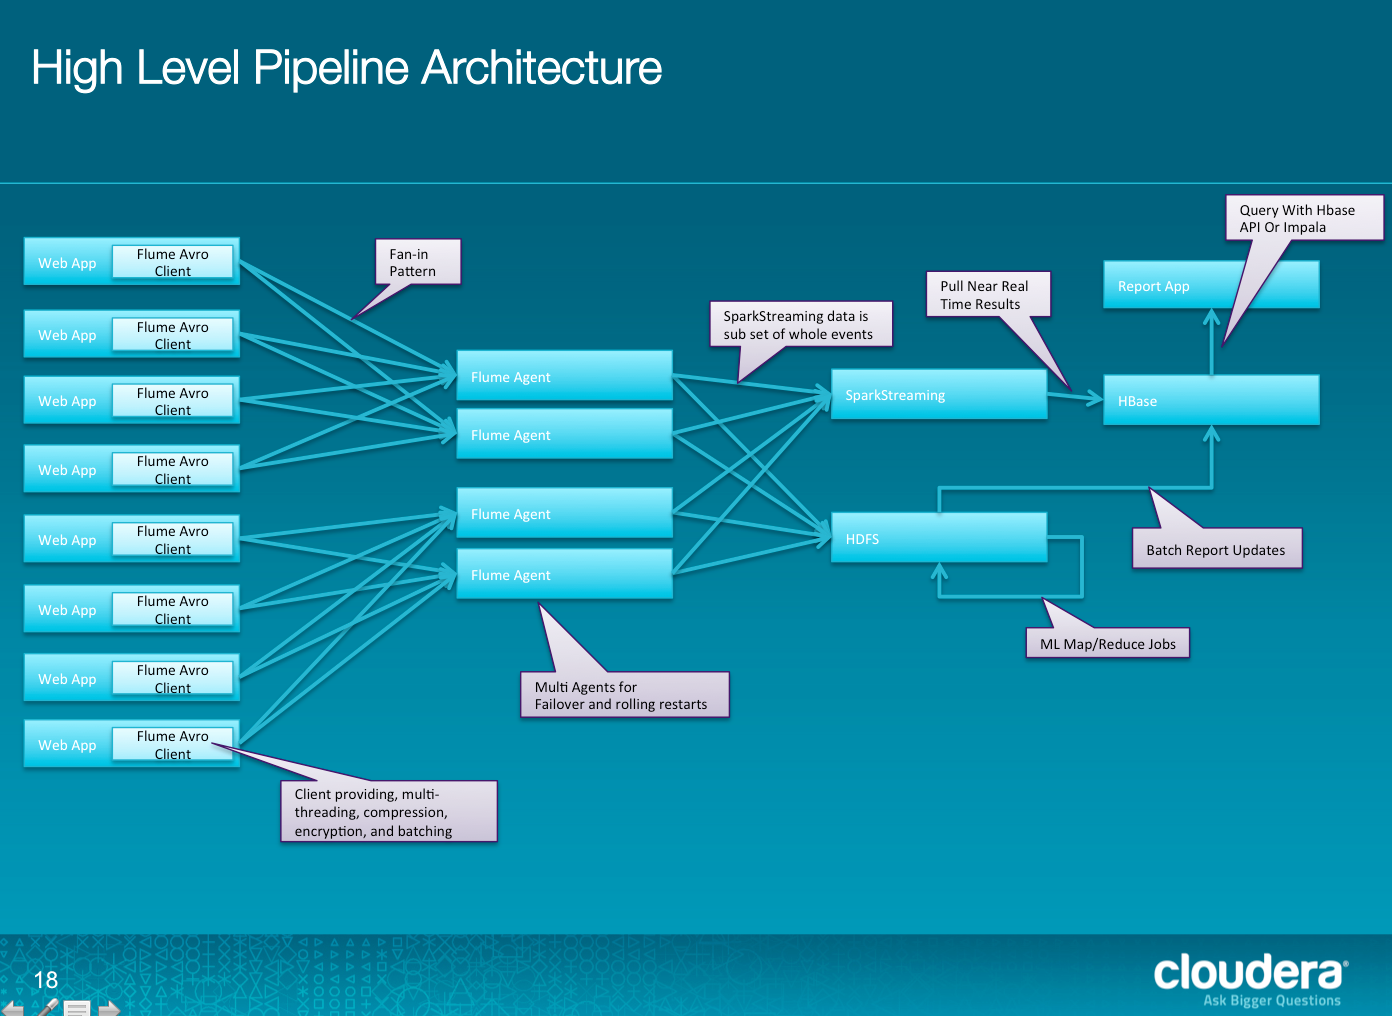 High Level Pipeline Architecture
Query With Hbase
API Or Impala
Web App
Flume Avro
Client
Fan-in
Pattern
Pull Near Real
Time Results
Report App
SparkStreaming data is
sub set of whole events
Web App
Flume Avro
Client
Flume Agent
SparkStreaming
HBase
Web App
Flume Avro
Client
Flume Agent
Web App
Flume Avro
Client
Flume Agent
HDFS
Batch Report Updates
Web App
Flume Avro
Client
Flume Agent
Web App
Flume Avro
Client
ML Map/Reduce Jobs
Web App
Flume Avro
Client
Multi Agents for
Failover and rolling restarts
Web App
Flume Avro
Client
Client providing, multi-
threading, compression,
encryption, and batching
18
cloudera®
Ask Bigger Questions